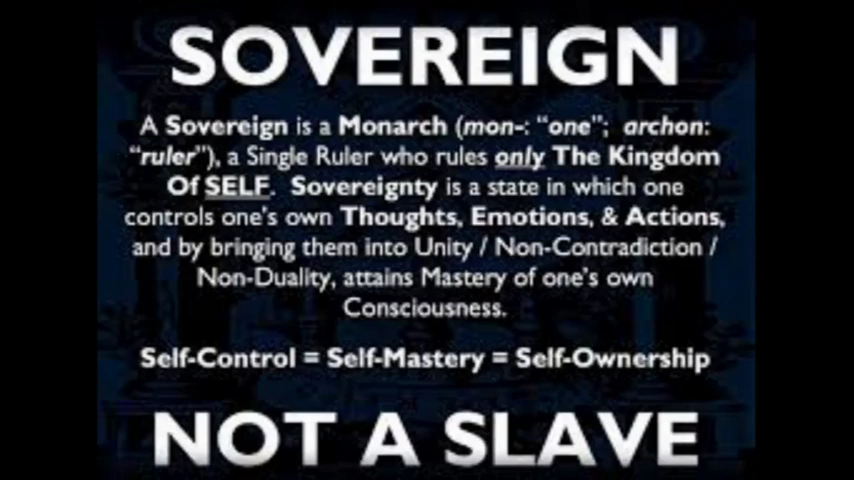 SOVEREIGN
A Sovereign is a Monarch (mon-: “one”; archon:
“ruler”), a Single Ruler who rules only The Kingdom
Of SELF. Sovereignty is a state in which one
controls one’s own Thoughts, Emotions, & Actions,
and by bringing them into Unity / Non-Contradiction /
Non-Duality, attains Mastery of one’s own
Consciousness.
Self-Control = Self-Mastery = Self-Ownership
NOT A SLAVE